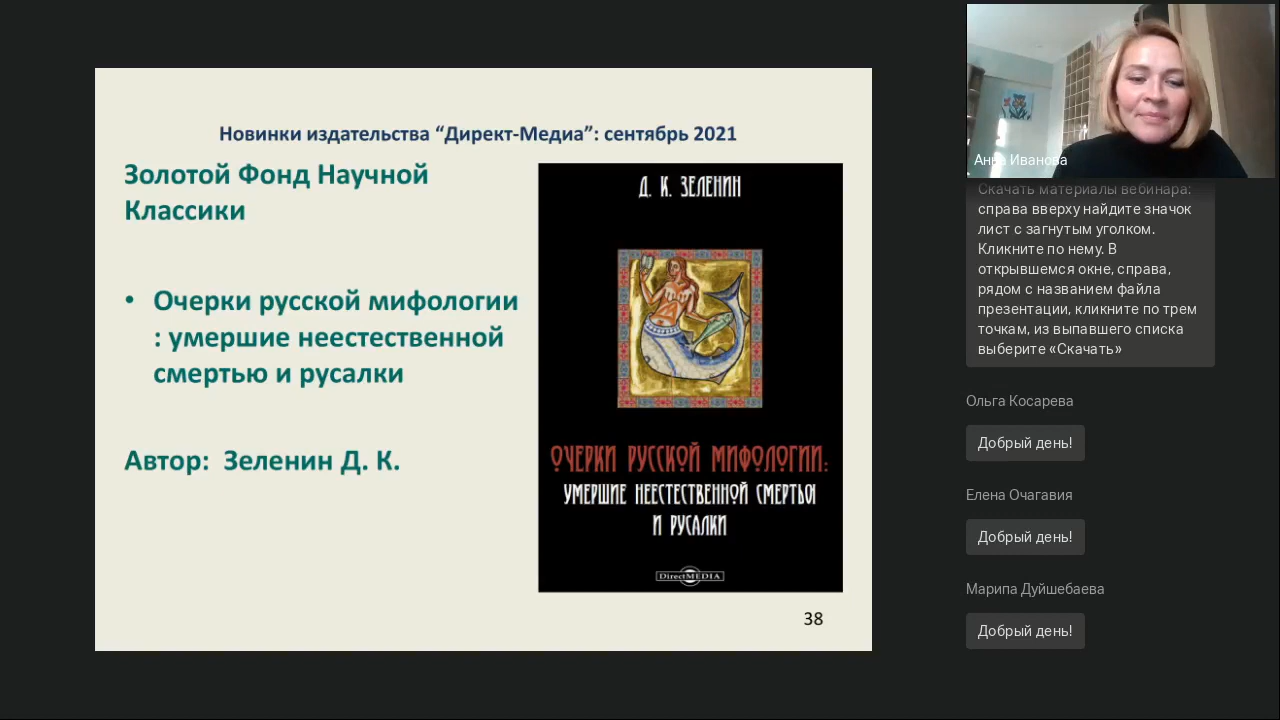 Новинки издательства “Директ-Медиа”: сентябрь 2021
Золотой Фонд Научной
Классики
• Очерки русской мифологии
: умершие неестественной
смертью и русалки
Автор: Зеленин Д. К.
Д. К. ЗЕЛЕНИН
ОЧЕРКИ РУССКОЙ МИФОЛОГИИ:
УМЕРШИЕ НЕЕСТЕСТВЕННОЙ СМЕРТЬЮ
И РУСАЛКИ
DirectMEDIA
38
Анна Иванова
Скачать материалы вебинара:
справа вверху найдите значок
лист с загнутым уголком.
Кликните по нему. В
открывшемся окне, справа,
рядом с названием файла
презентации, кликните по трем
точкам, из выпавшего списка
выберите «Скачать»
Ольга Косарева
Добрый день!
Елена Очагавия
Добрый день!
Марипа Дуйшебаева
Добрый день!